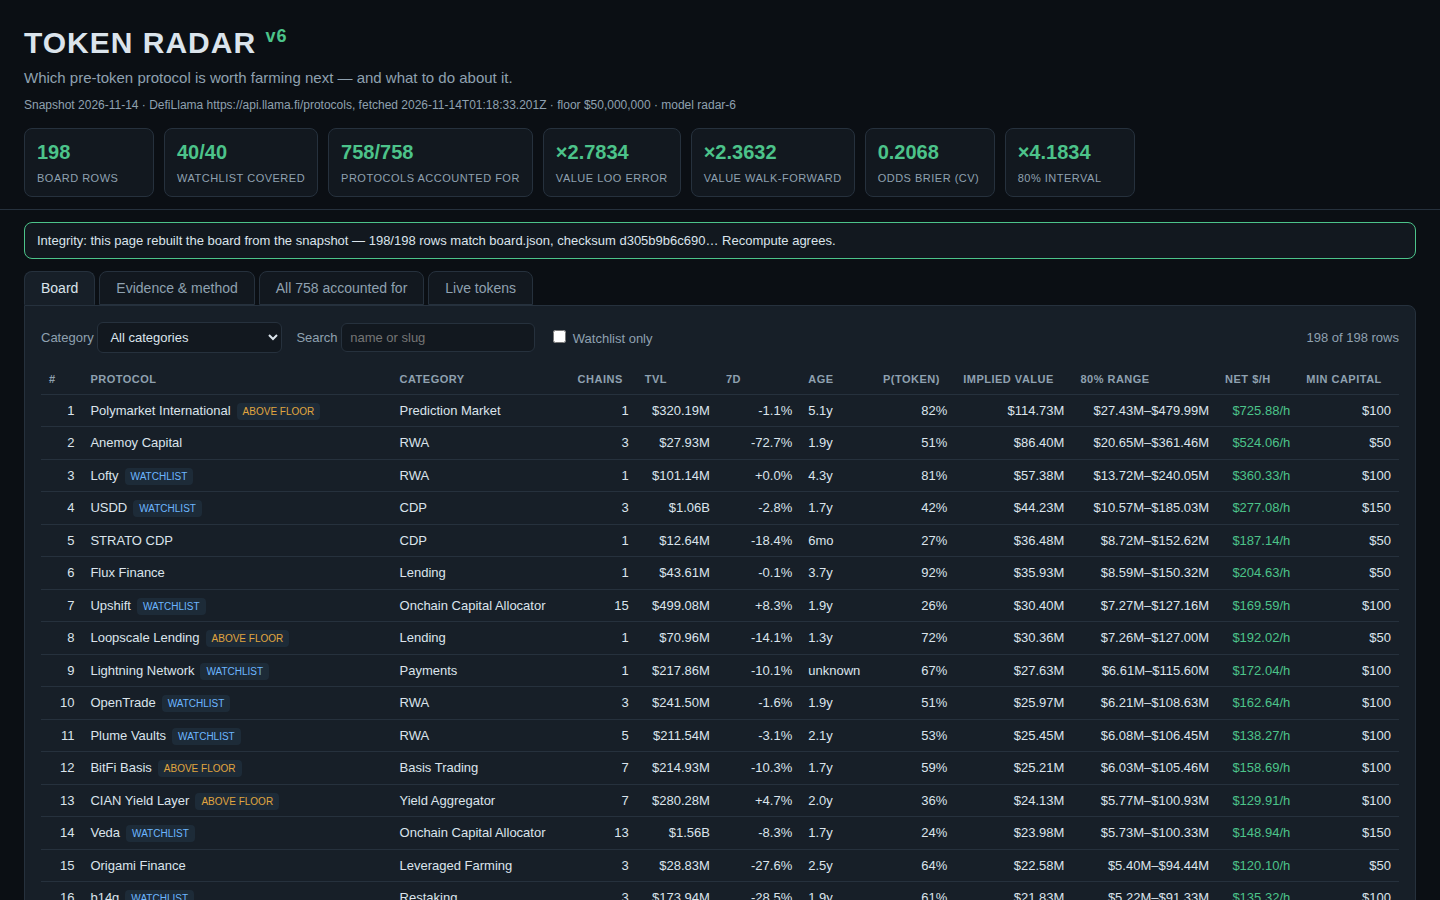 TOKEN RADAR v6
Which pre-token protocol is worth farming next — and what to do about it.
Snapshot 2026-11-14 · DefiLlama https://api.llama.fi/protocols, fetched 2026-11-14T01:18:33.201Z · floor $50,000,000 · model radar-6
198 40/40 758/758 ×2.7834 ×2.3632 0.2068 ×4.1834
BOARD ROWS WATCHLIST COVERED PROTOCOLS ACCOUNTED FOR VALUE LOO ERROR VALUE WALK-FORWARD ODDS BRIER (CV) 80% INTERVAL
Integrity: this page rebuilt the board from the snapshot — 198/198 rows match board.json, checksum d305b9b6c690… Recompute agrees.
Board Evidence & method All 758 accounted for Live tokens
Category All categories Search name or slug Watchlist only 198 of 198 rows
# PROTOCOL CATEGORY CHAINS TVL 7D AGE P(TOKEN) IMPLIED VALUE 80% RANGE NET $/H MIN CAPITAL
1 Polymarket International ABOVE FLOOR Prediction Market 1 $320.19M -1.1% 5.1y 82% $114.73M $27.43M–$479.99M $725.88/h $100
2 Anemoy Capital RWA 3 $27.93M -72.7% 1.9y 51% $86.40M $20.65M–$361.46M $524.06/h $50
3 Lofty WATCHLIST RWA 1 $101.14M +0.0% 4.3y 81% $57.38M $13.72M–$240.05M $360.33/h $100
4 USDD WATCHLIST CDP 3 $1.06B -2.8% 1.7y 42% $44.23M $10.57M–$185.03M $277.08/h $150
5 STRATO CDP CDP 1 $12.64M -18.4% 6mo 27% $36.48M $8.72M–$152.62M $187.14/h $50
6 Flux Finance Lending 1 $43.61M -0.1% 3.7y 92% $35.93M $8.59M–$150.32M $204.63/h $50
7 Upshift WATCHLIST Onchain Capital Allocator 15 $499.08M +8.3% 1.9y 26% $30.40M $7.27M–$127.16M $169.59/h $100
8 Loopscale Lending ABOVE FLOOR Lending 1 $70.96M -14.1% 1.3y 72% $30.36M $7.26M–$127.00M $192.02/h $50
9 Lightning Network WATCHLIST Payments 1 $217.86M -10.1% unknown 67% $27.63M $6.61M–$115.60M $172.04/h $100
10 OpenTrade WATCHLIST RWA 3 $241.50M -1.6% 1.9y 51% $25.97M $6.21M–$108.63M $162.64/h $100
11 Plume Vaults WATCHLIST RWA 5 $211.54M -3.1% 2.1y 53% $25.45M $6.08M–$106.45M $138.27/h $100
12 BitFi Basis ABOVE FLOOR Basis Trading 7 $214.93M -10.3% 1.7y 59% $25.21M $6.03M–$105.46M $158.69/h $100
13 CIAN Yield Layer ABOVE FLOOR Yield Aggregator 7 $280.28M +4.7% 2.0y 36% $24.13M $5.77M–$100.93M $129.91/h $100
14 Veda WATCHLIST Onchain Capital Allocator 13 $1.56B -8.3% 1.7y 24% $23.98M $5.73M–$100.33M $148.94/h $150
15 Origami Finance Leveraged Farming 3 $28.83M -27.6% 2.5y 64% $22.58M $5.40M–$94.44M $120.10/h $50
16 h14g WATCHLIST Restaking 3 $173.94M -28.5% 1.9y 61% $21.83M $5.22M–$91.33M $135.32/h $100